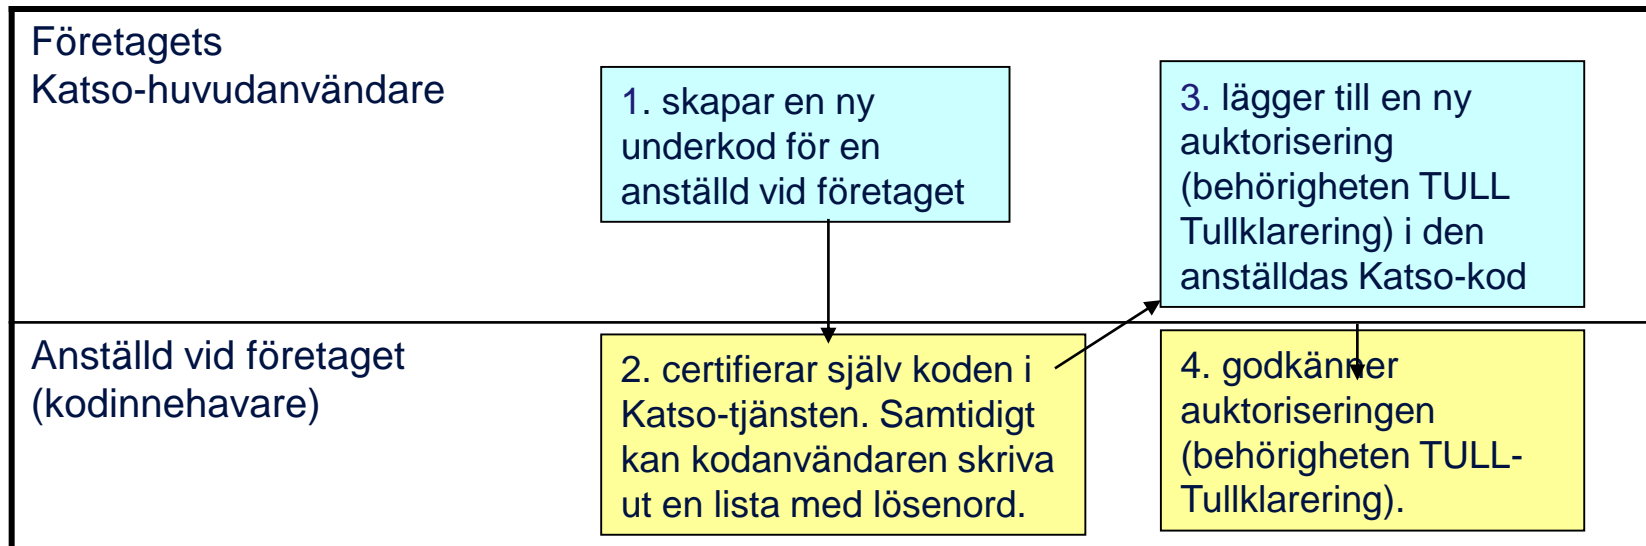 Företagets
Katso-huvudanvändare
1. skapar en ny
underkod för en
anställd vid företaget
3. lägger till en ny
auktorisering
(behörigheten TULL
Tullklarering) i den
anställdas Katso-kod
Anställd vid företaget
(kodinnehavare)
2. certifierar själv koden i
Katso-tjänsten. Samtidigt
kan kodanvändaren skriva
ut en lista med lösenord.
4. godkänner
auktoriseringen
(behörigheten TULL-
Tullklarering).